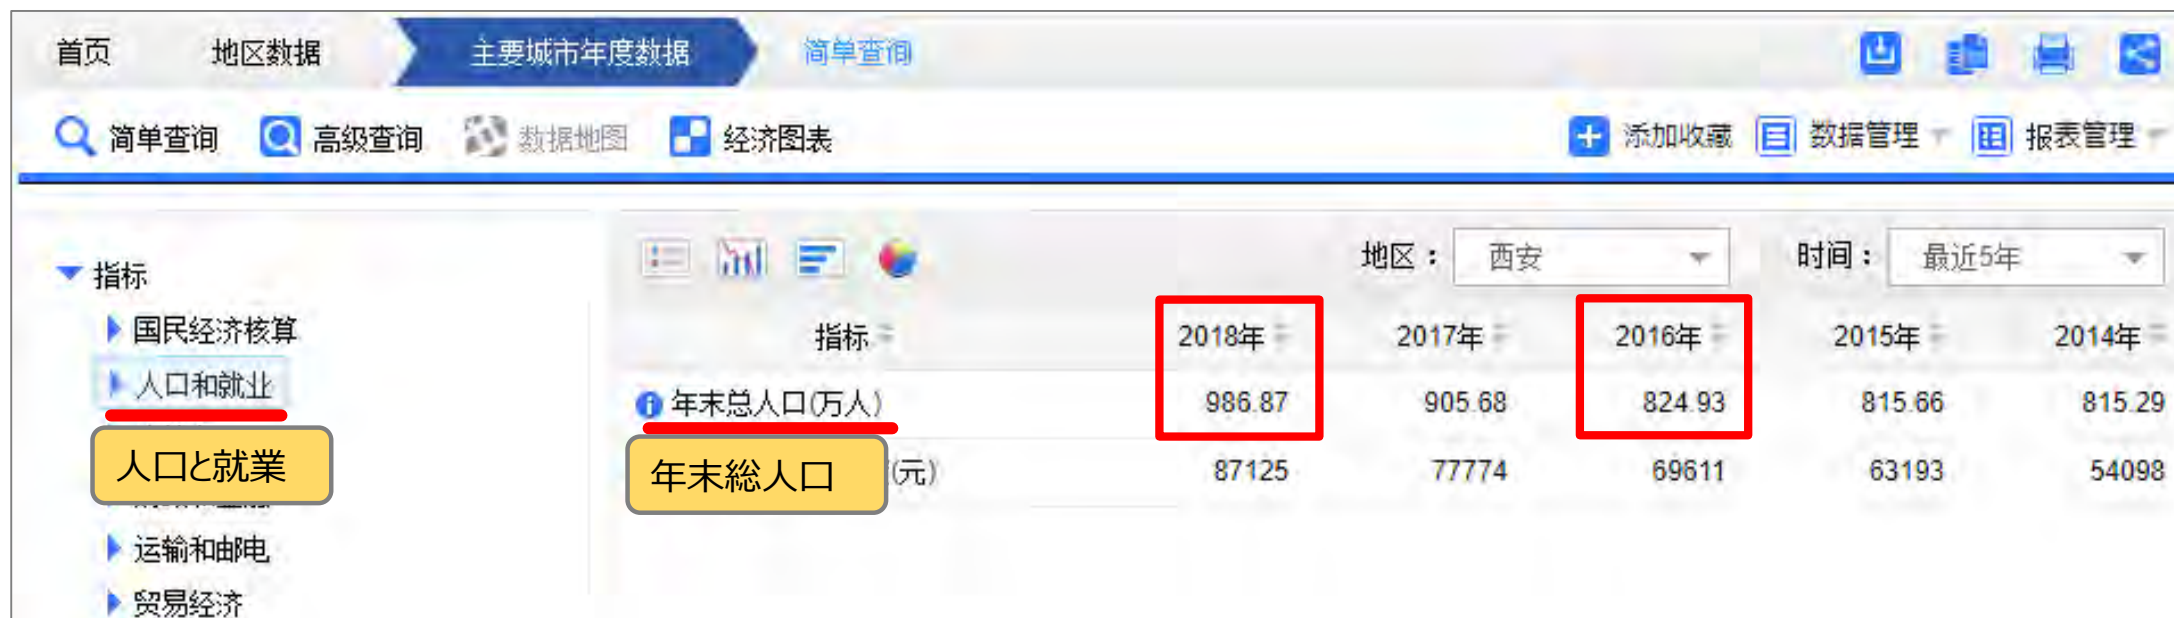 首页 地区数据 主要城市年度数据 简单查询
简单查询 高级查询 数据地图 经济图表 添加收藏 数据管理 报表管理
地区： 西安 时间： 最近5年
指标 2018年 2017年 2016年 2015年 2014年
年末总人口(万人) 986.87 905.68 824.93 815.66 815.29
年末総人口
(元) 87125 77774 69611 63193 54098
指标
国民经济核算
人口和就业
人口と就業
运输和邮电
贸易经济